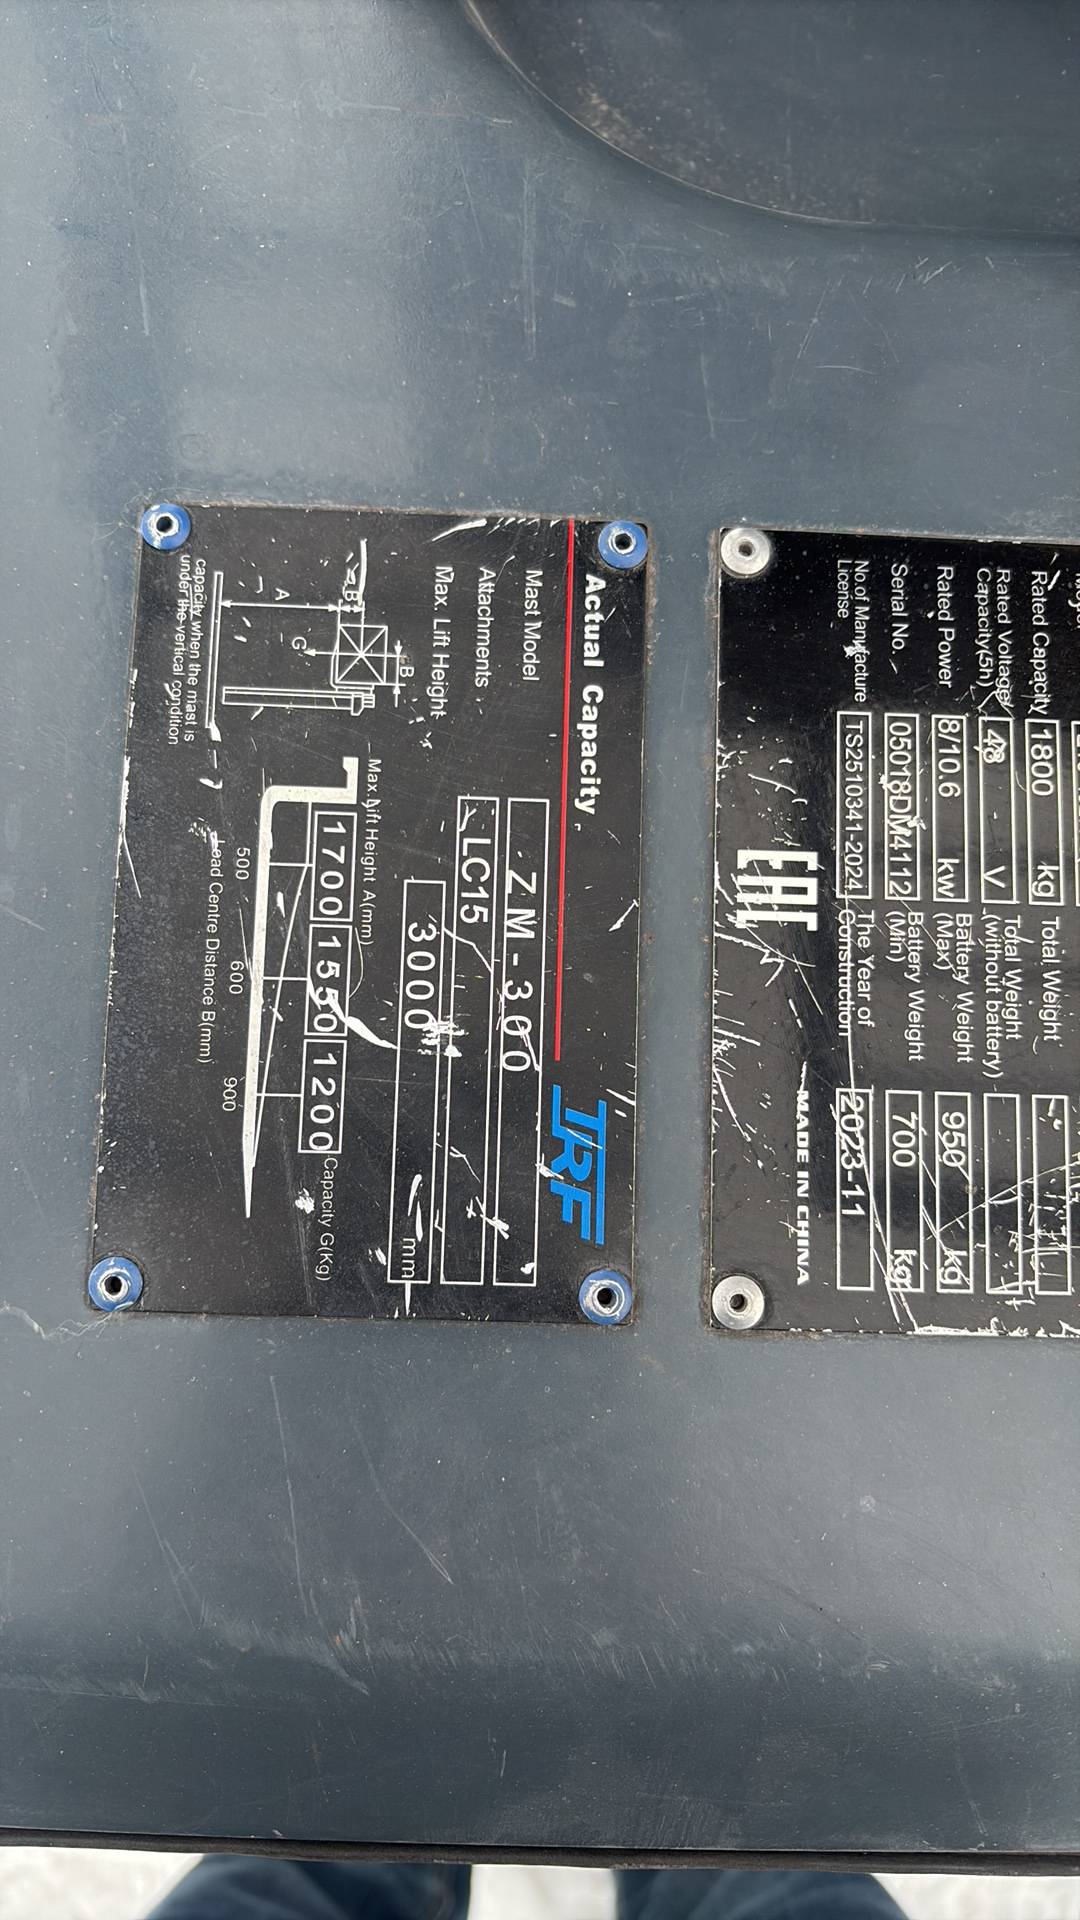 Rated Capacity 1800 kg Total Weight
Rated Voltage/ Capacity(5h) 48 V Total Weight (without battery)
Rated Power 8/10.6 kw Battery Weight (Max) 950 kg
Serial No. 05018DM4112 Battery Weight (Min) 700 kg
No.of Manufacture License TS2510341-2024 The Year of Construction 2023-11
EAC MADE IN CHINA
Actual Capacity TRF
Mast Model ZM-300
Attachments LC15
Max. Lift Height 3000 mm
Max. Lift Height A(mm)
1700 1550 1200 Capacity G(Kg)
500 600 900
Load Centre Distance B(mm)
B
B
G
A
capacity when the mast is
under the vertical condition